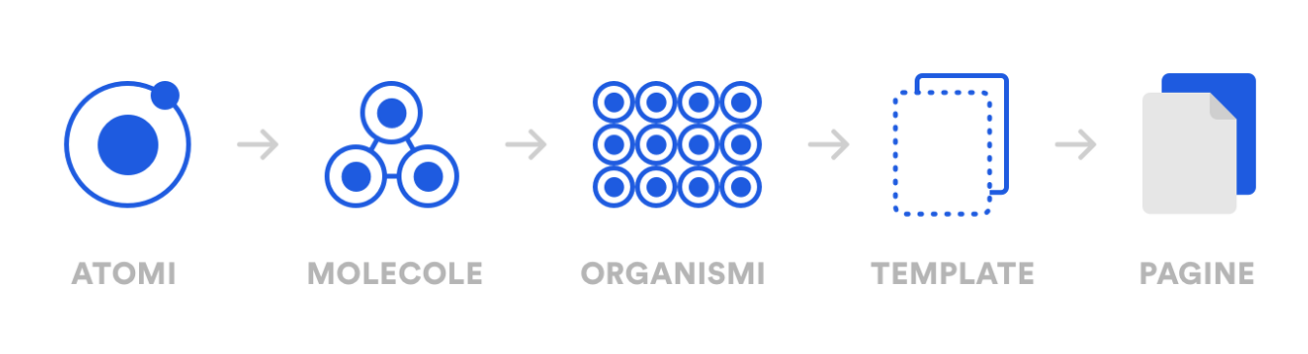 ATOMI
MOLECOLE
ORGANISMI
TEMPLATE
PAGINE